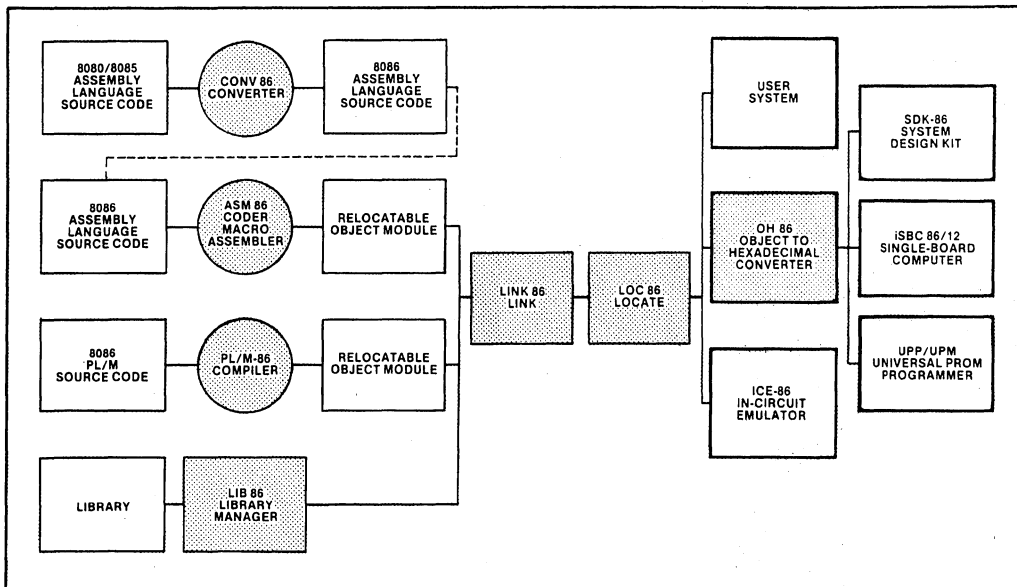 8080/8085
ASSEMBLY
LANGUAGE
SOURCE CODE
CONV 86
CONVERTER
8086
ASSEMBLY
LANGUAGE
SOURCE CODE
8086
ASSEMBLY
LANGUAGE
SOURCE CODE
ASM 86
CODER
MACRO
ASSEMBLER
RELOCATABLE
OBJECT MODULE
8086
PL/M
SOURCE CODE
PL/M-86
COMPILER
RELOCATABLE
OBJECT MODULE
LIBRARY
LIB 86
LIBRARY
MANAGER
LINK 86
LINK
LOC 86
LOCATE
USER
SYSTEM
OH 86
OBJECT TO
HEXADECIMAL
CONVERTER
ICE-86
IN-CIRCUIT
EMULATOR
SDK-86
SYSTEM
DESIGN KIT
iSBC 86/12
SINGLE-BOARD
COMPUTER
UPP/UPM
UNIVERSAL PROM
PROGRAMMER